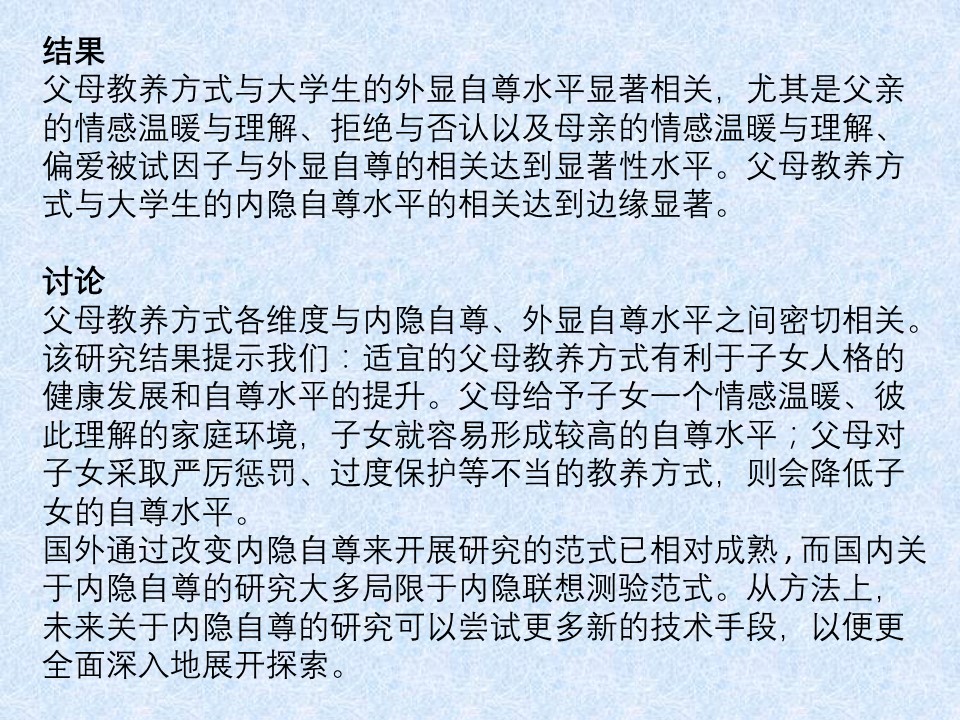 结果
父母教养方式与大学生的外显自尊水平显著相关，尤其是父亲
的情感温暖与理解、拒绝与否认以及母亲的情感温暖与理解、
偏爱被试因子与外显自尊的相关达到显著性水平。父母教养方
式与大学生的内隐自尊水平的相关达到边缘显著。
讨论
父母教养方式各维度与内隐自尊、外显自尊水平之间密切相关。
该研究结果提示我们：适宜的父母教养方式有利于子女人格的
健康发展和自尊水平的提升。父母给予子女一个情感温暖、彼
此理解的家庭环境，子女就容易形成较高的自尊水平；父母对
子女采取严厉惩罚、过度保护等不当的教养方式，则会降低子
女的自尊水平。
国外通过改变内隐自尊来开展研究的范式已相对成熟,而国内关
于内隐自尊的研究大多局限于内隐联想测验范式。从方法上，
未来关于内隐自尊的研究可以尝试更多新的技术手段，以便更
全面深入地展开探索。